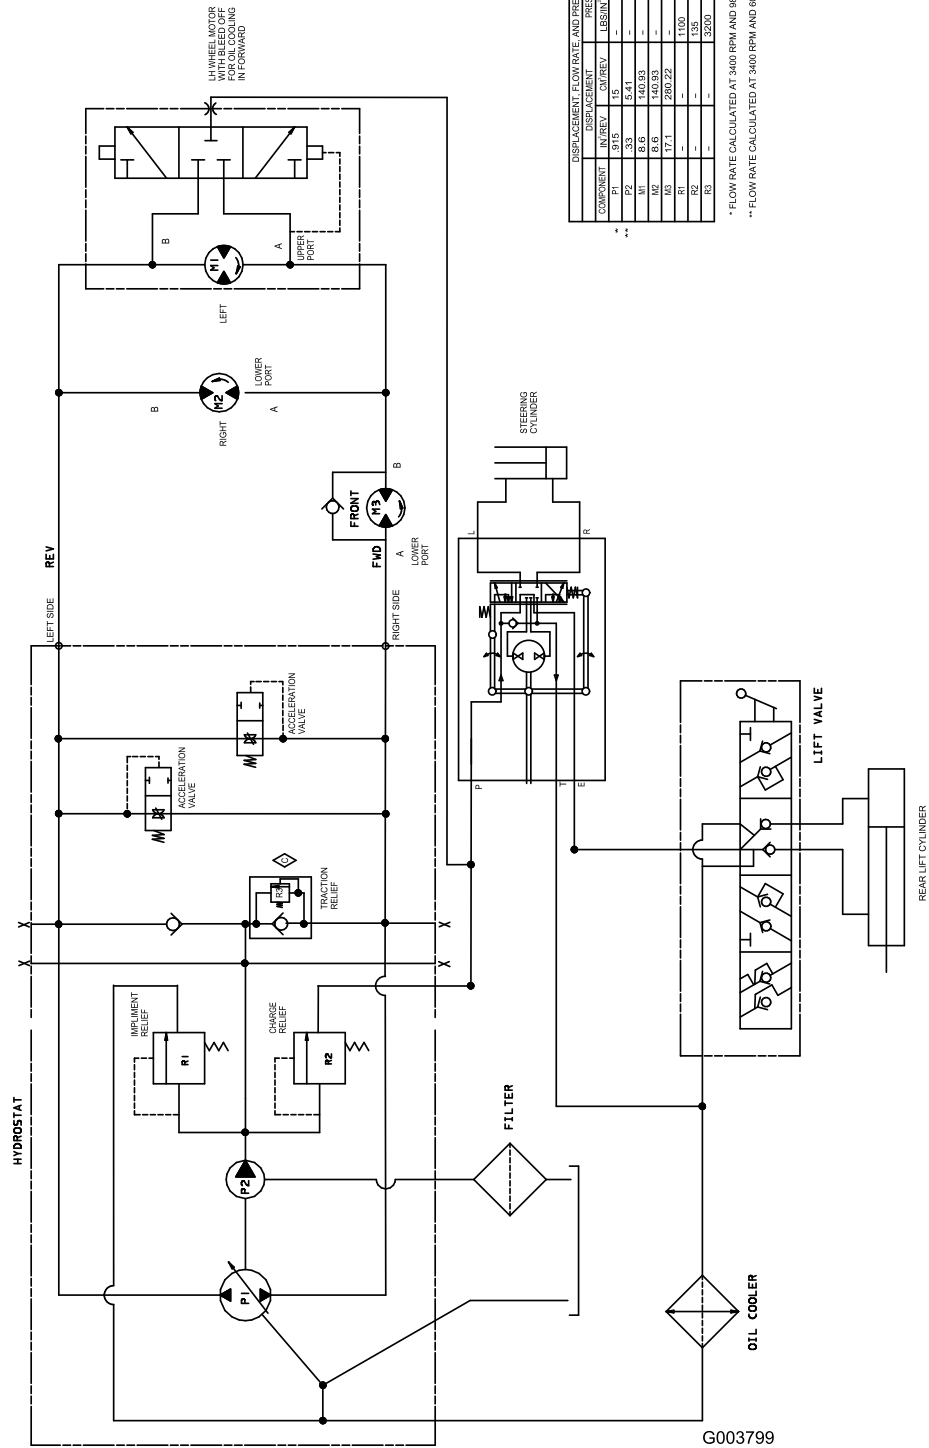 LH WHEEL MOTOR
WITH BLEED OFF
FOR OIL COOLING
IN FORWARD
B
A
UPPER
PORT
M1
LEFT
LOWER
PORT
B
M2
A
RIGHT
FRONT
M3
B
A
LOWER
PORT
REV
FWD
LEFT SIDE
RIGHT SIDE
ACCELERATION
VALVE
ACCELERATION
VALVE
C
R3
TRACTION
RELIEF
IMPLIMENT
RELIEF
R1
CHARGE
RELIEF
R2
HYDROSTAT
P2
P1
FILTER
STEERING
CYLINDER
L
R
P
T
E
LIFT VALVE
REAR LIFT CYLINDER
OIL COOLER
DISPLACEMENT, FLOW RATE, AND PRE
DISPLACEMENT PRES
COMPONENT IN³/REV CM³/REV LBS/IN
* P1 .915 15 –
** P2 .33 5.41 –
M1 8.6 140.93 –
M2 8.6 140.93 –
M3 17.1 280.22 –
R1 – – 1100
R2 – – 135
R3 – – 3200
* FLOW RATE CALCULATED AT 3400 RPM AND 98
** FLOW RATE CALCULATED AT 3400 RPM AND 6
G003799